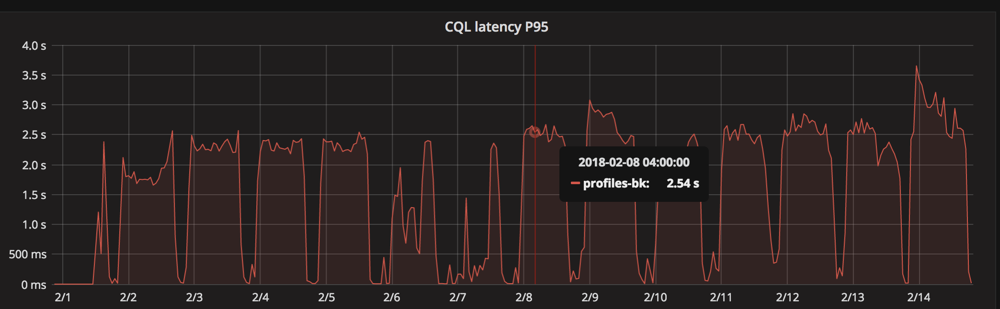 CQL latency P95
4.0 s
3.5 s
3.0 s
2.5 s
2.0 s
1.5 s
1.0 s
500 ms
0 ms
2018-02-08 04:00:00
profiles-bk: 2.54 s
2/1 2/2 2/3 2/4 2/5 2/6 2/7 2/8 2/9 2/10 2/11 2/12 2/13 2/14